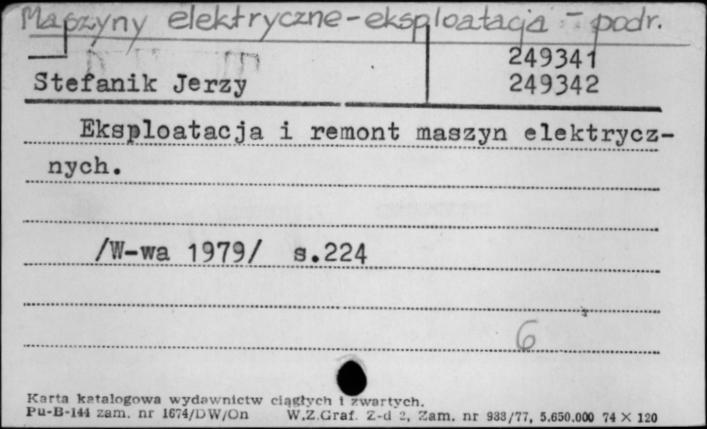 Maszyny elektryczne-eksploatacja - podr.
249341
Stefanik Jerzy 249342
Eksploatacja i remont maszyn elektrycz-
nych.
/W-wa 1979/ s.224
6
Karta katalogowa wydawnictw ciągłych i zwartych.
Pu-B-144 zam. nr 1674/DW/On W.Z.Graf. Z-d 2, Zam. nr 988/77, 5.650.000 74 X 120